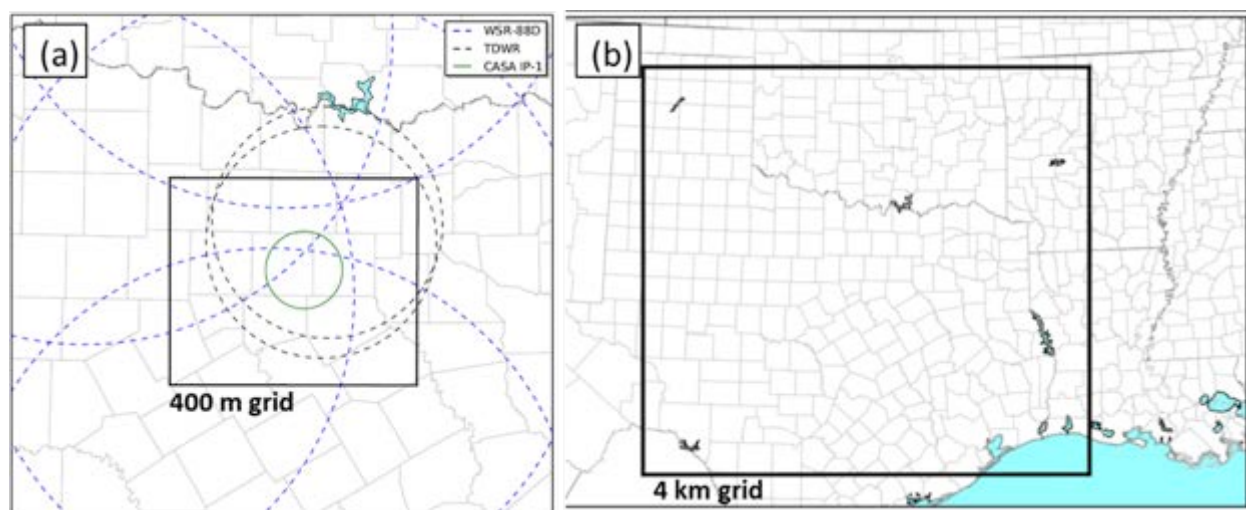 (a)
WSR-88D
TDWR
CASA IP-1
400 m grid
(b)
4 km grid